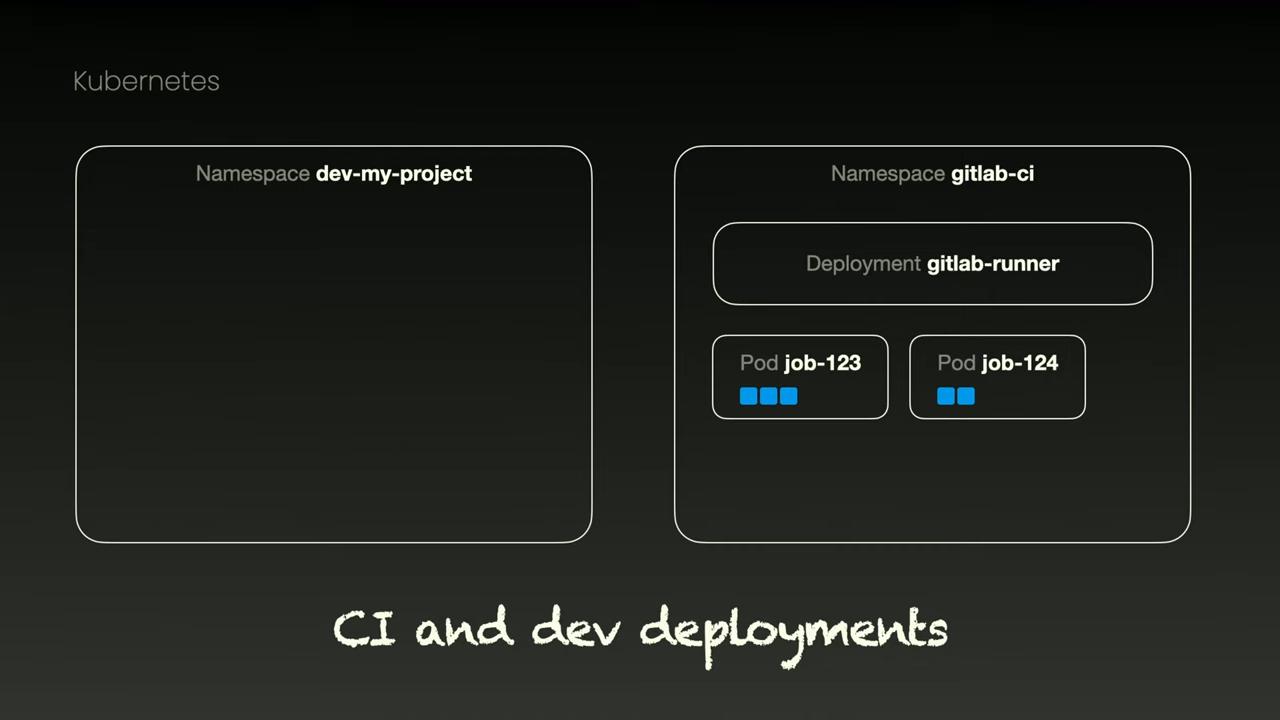 Kubernetes
Namespace dev-my-project
Namespace gitlab-ci
Deployment gitlab-runner
Pod job-123
Pod job-124
CI and dev deployments